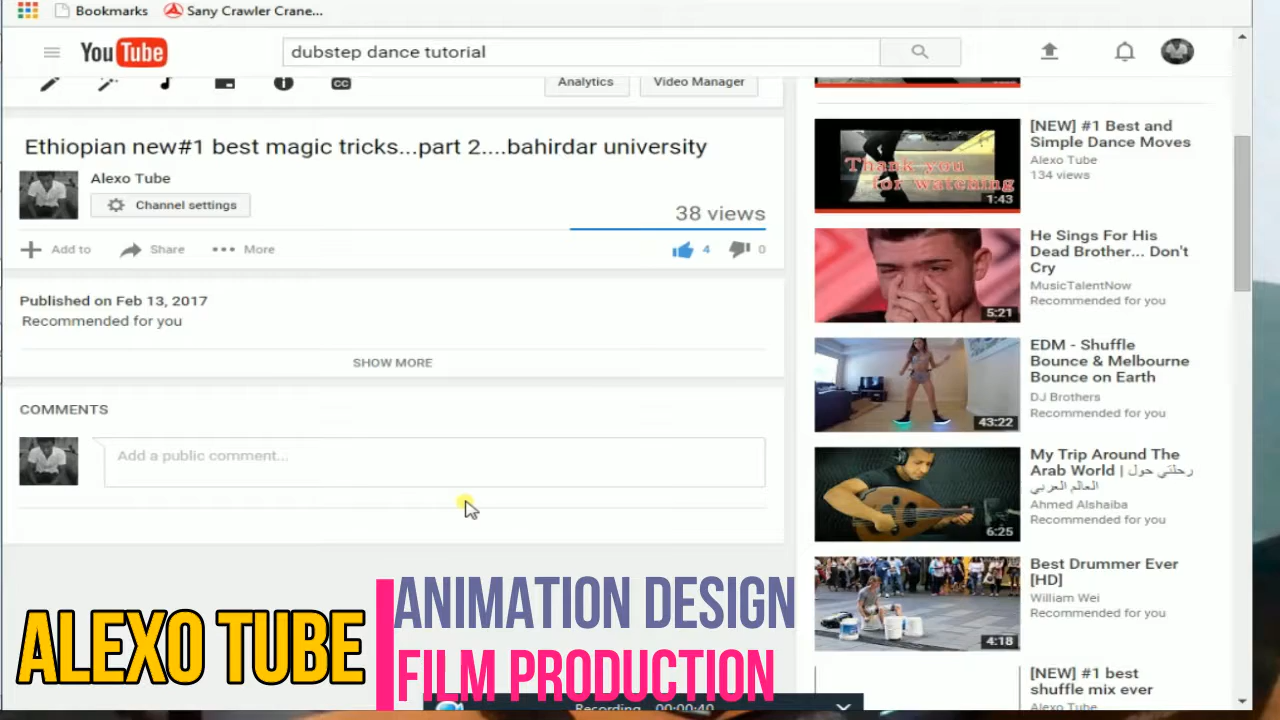 Bookmarks
Sany Crawler Crane...
YouTube
dubstep dance tutorial
CC
Analytics
Video Manager
Ethiopian new#1 best magic tricks...part 2....bahirdar university
Alexo Tube
Channel settings
38 views
Add to
Share
More
4
0
Published on Feb 13, 2017
Recommended for you
SHOW MORE
COMMENTS
Add a public comment...
Thank you
for watching
1:43
[NEW] #1 Best and
Simple Dance Moves
Alexo Tube
134 views
5:21
He Sings For His
Dead Brother... Don't
Cry
MusicTalentNow
Recommended for you
43:22
EDM - Shuffle
Bounce & Melbourne
Bounce on Earth
DJ Brothers
Recommended for you
6:25
My Trip Around The
Arab World | رحلتي حول
العالم العربي
Ahmed Alshaiba
Recommended for you
4:18
Best Drummer Ever
[HD]
William Wei
Recommended for you
[NEW] #1 best
shuffle mix ever
Alexo Tube
ALEXO TUBE
ANIMATION DESIGN
FILM PRODUCTION
Recording... 00:00:40